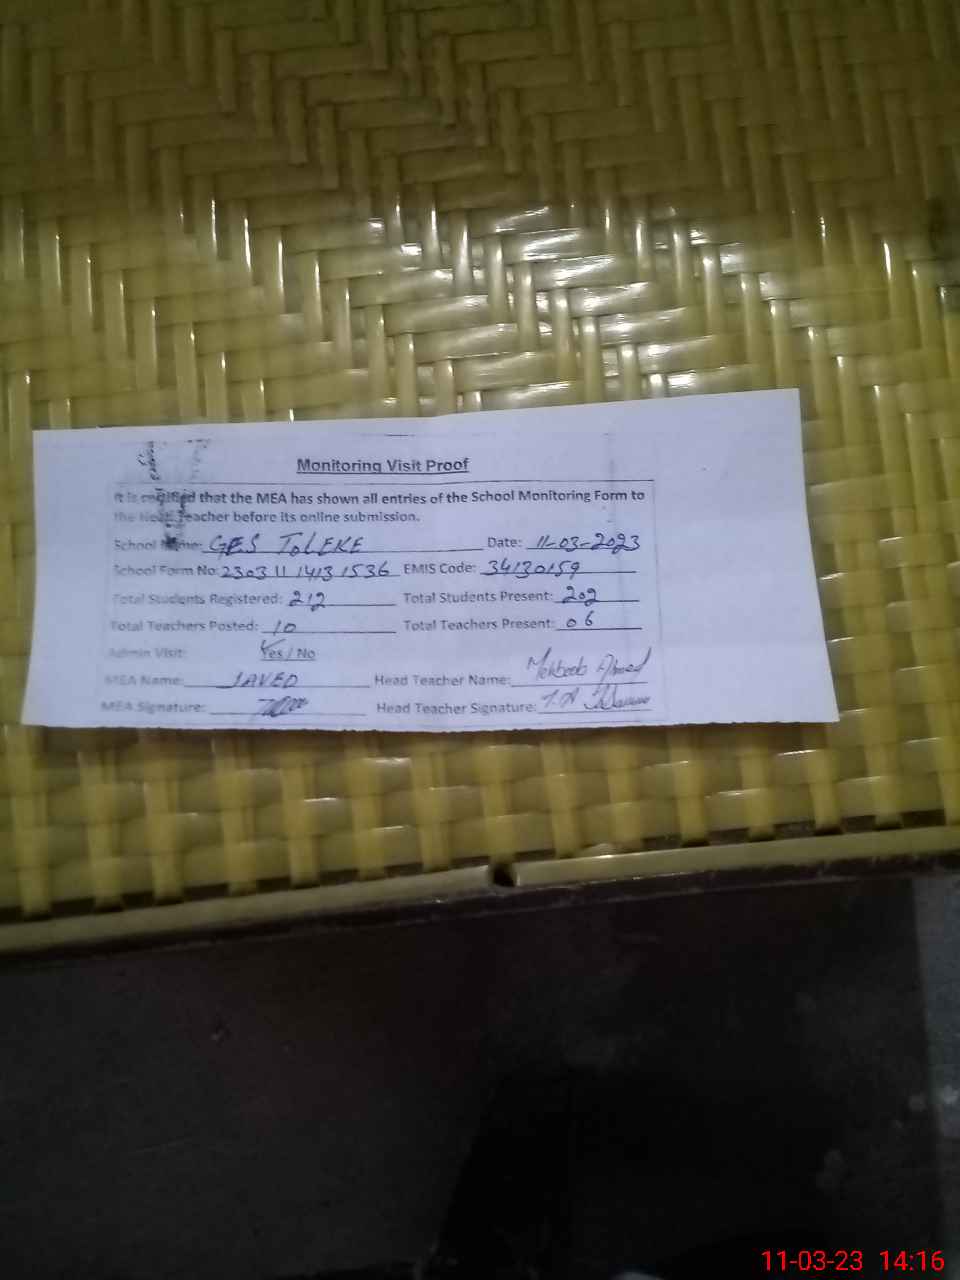 Monitoring Visit Proof
It is certified that the MEA has shown all entries of the School Monitoring Form to
the Head Teacher before its online submission.
School Name: GES ToLEKE Date: 11-03-2023
School Form No: 2303 11 1413 1536 EMIS Code: 34130159
Total Students Registered: 212 Total Students Present: 202
Total Teachers Posted: 10 Total Teachers Present: 06
Admin Visit: Yes / No
MEA Name: JAVED Head Teacher Name: Mehboob Ahmed
MEA Signature: Head Teacher Signature:
11-03-23 14:16